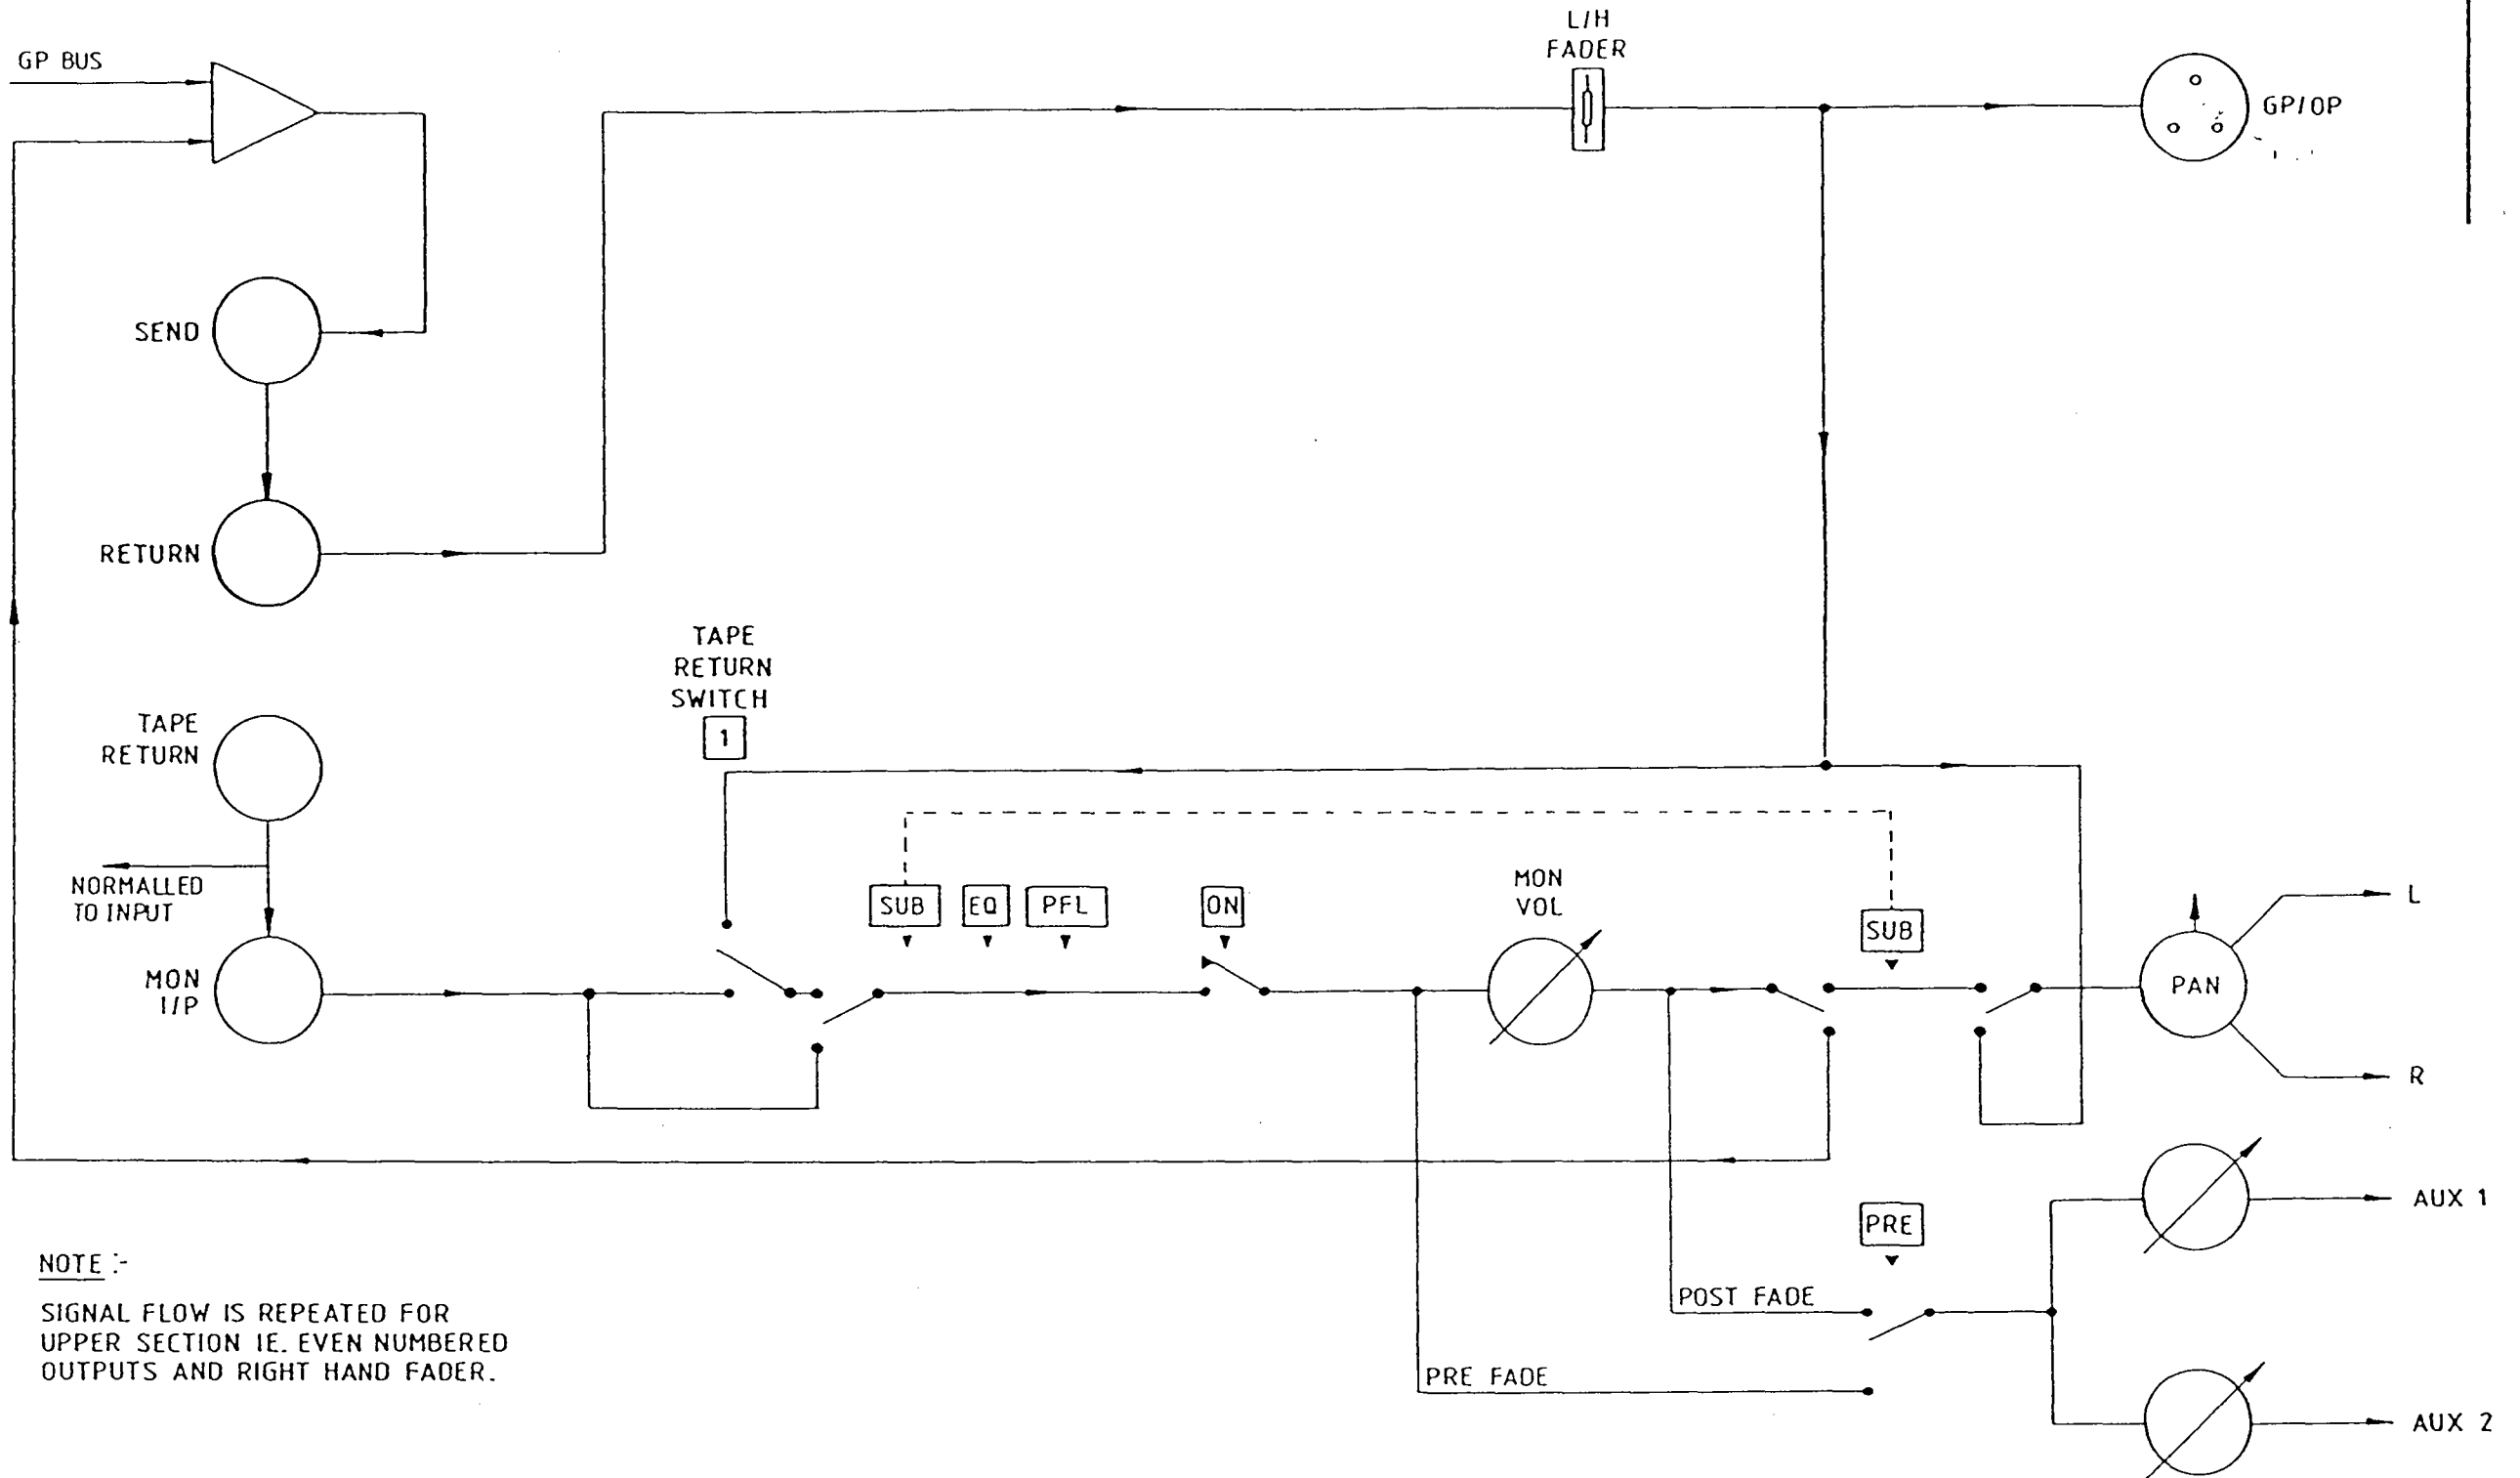 L/H
FADER
GP BUS
GP/OP
SEND
RETURN
TAPE
RETURN
SWITCH
1
TAPE
RETURN
NORMALLED
TO INPUT
MON
I/P
SUB
EQ
PFL
ON
MON
VOL
SUB
PAN
L
R
AUX 1
PRE
POST FADE
PRE FADE
AUX 2
NOTE :-
SIGNAL FLOW IS REPEATED FOR
UPPER SECTION IE. EVEN NUMBERED
OUTPUTS AND RIGHT HAND FADER.